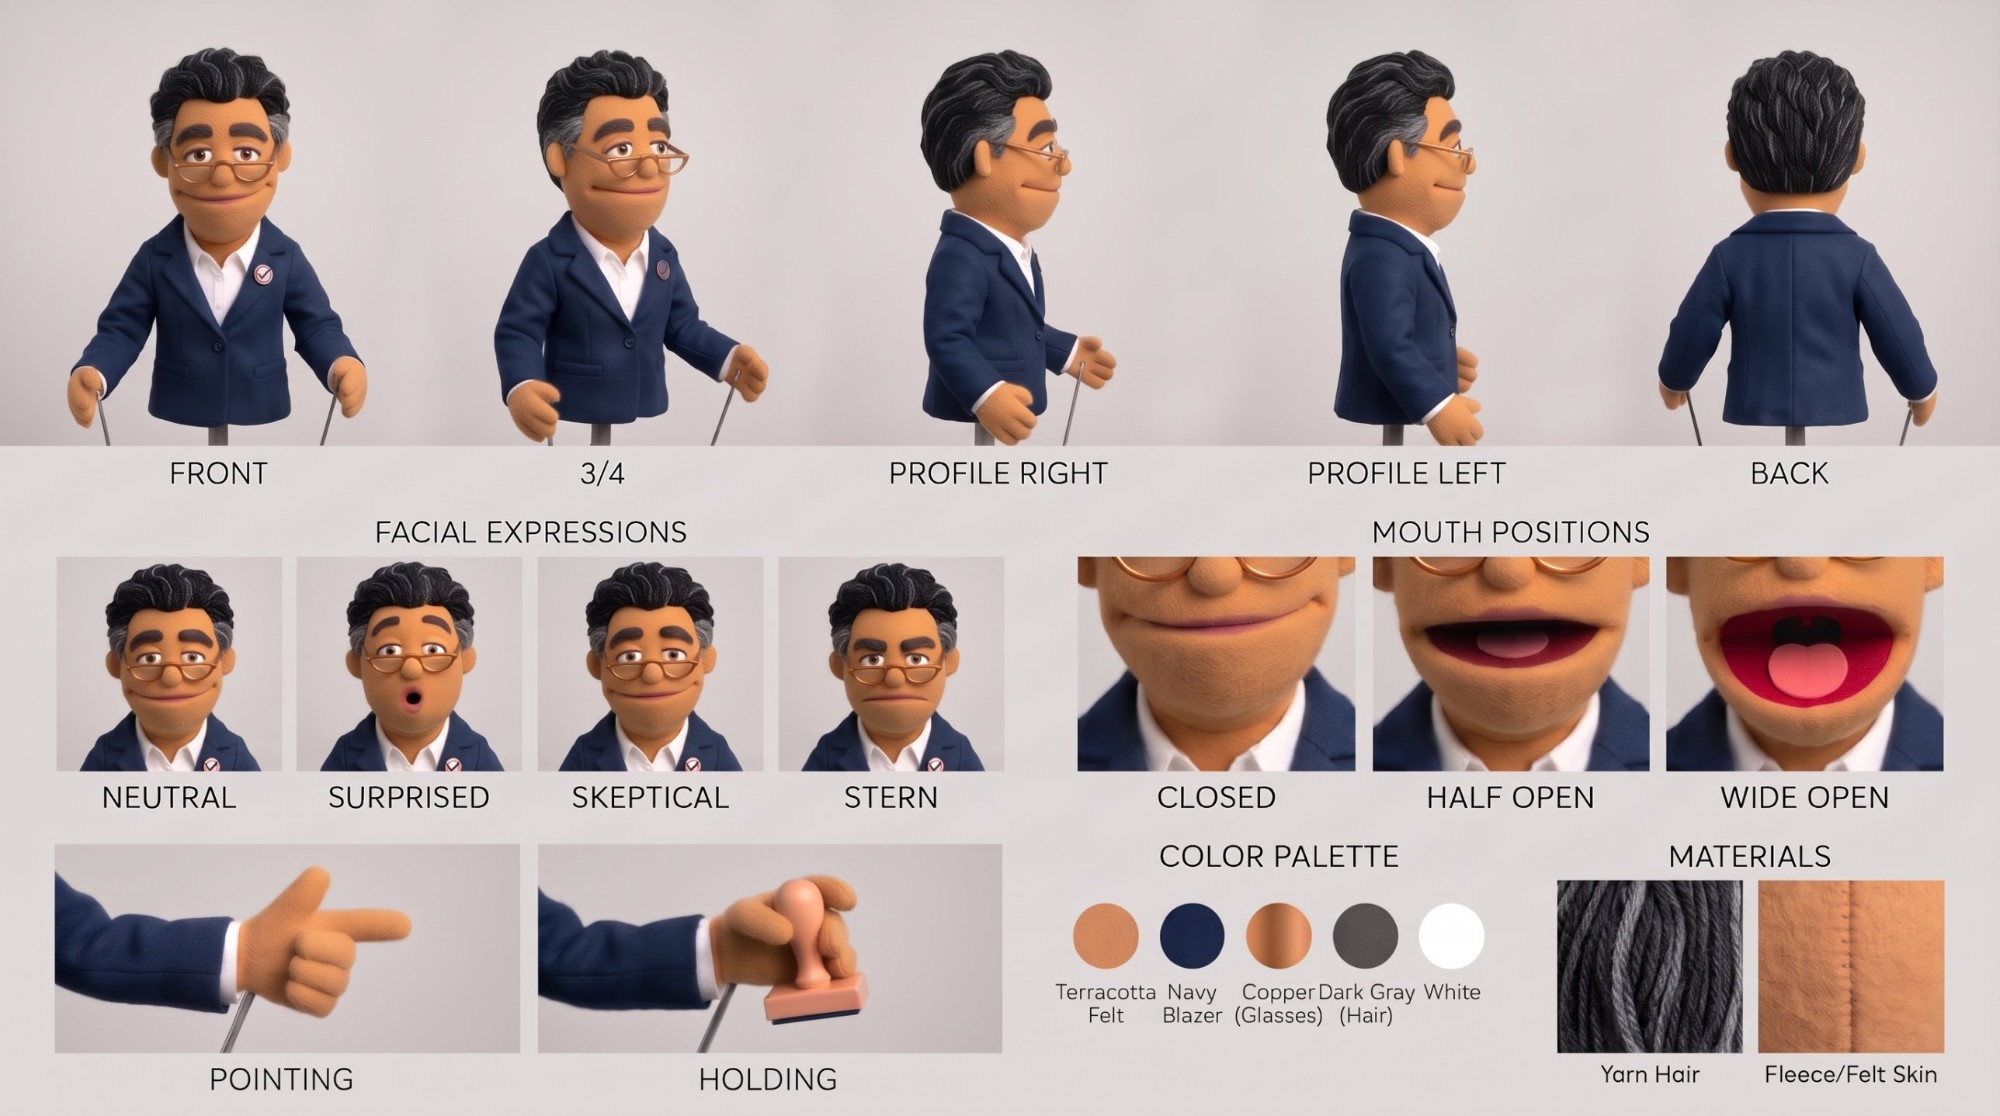 FRONT
3/4
PROFILE RIGHT
PROFILE LEFT
BACK
FACIAL EXPRESSIONS
NEUTRAL
SURPRISED
SKEPTICAL
STERN
MOUTH POSITIONS
CLOSED
HALF OPEN
WIDE OPEN
POINTING
HOLDING
COLOR PALETTE
Terracotta
Felt
Navy
Blazer
Copper
(Glasses)
Dark Gray
(Hair)
White
MATERIALS
Yarn Hair
Fleece/Felt Skin